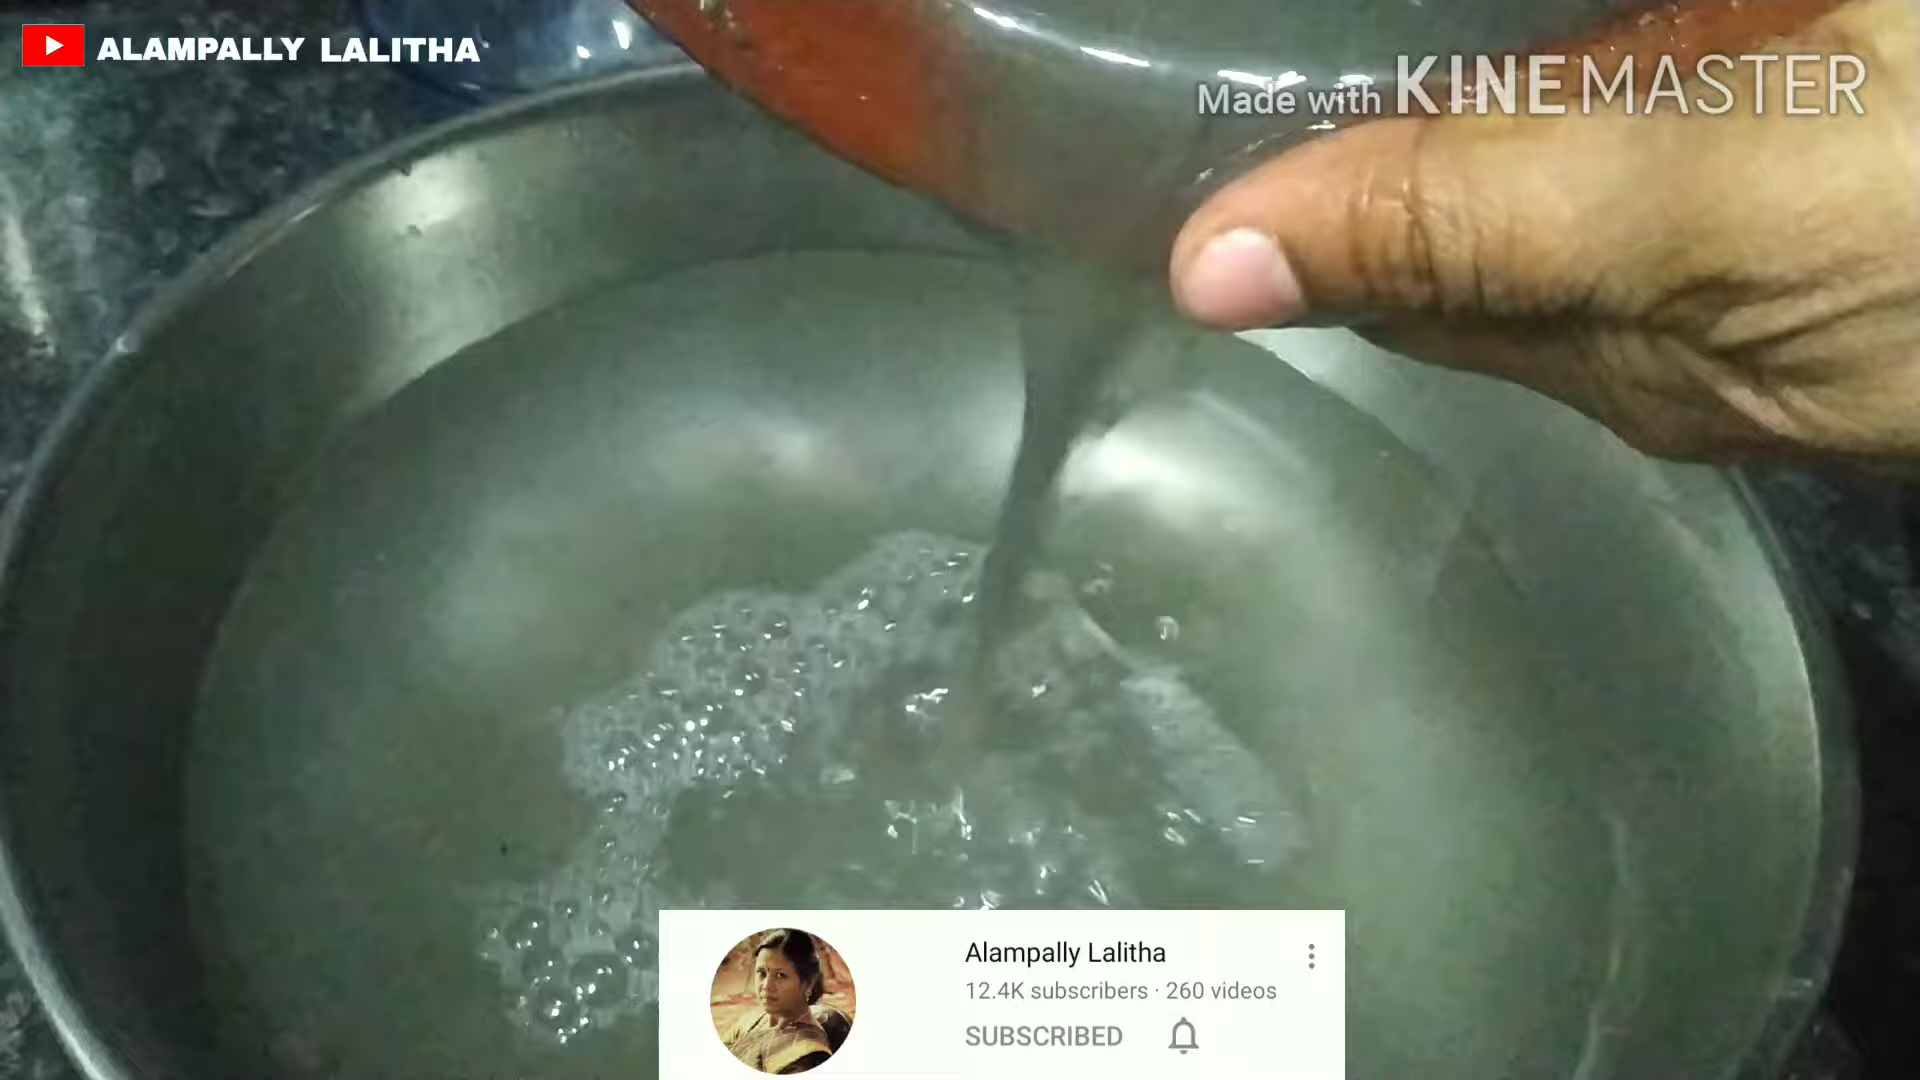 ALAMPALLY LALITHA
Made with KINEMASTER
Alampally Lalitha
12.4K subscribers · 260 videos
SUBSCRIBED